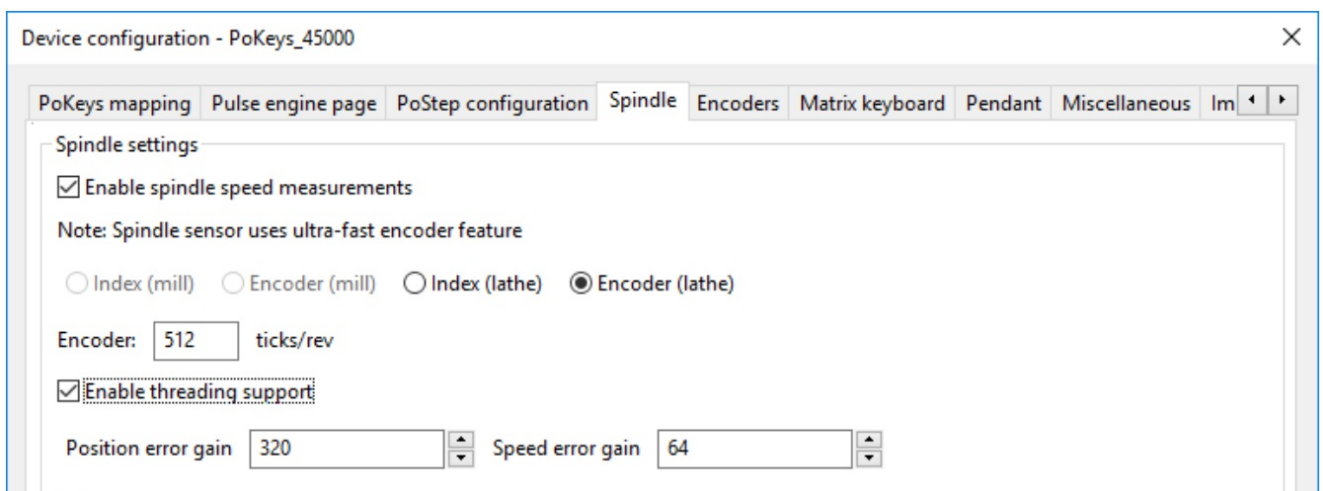 Device configuration - PoKeys_45000
PoKeys mapping Pulse engine page PoStep configuration Spindle Encoders Matrix keyboard Pendant Miscellaneous Im
Spindle settings
Enable spindle speed measurements
Note: Spindle sensor uses ultra-fast encoder feature
Index (mill) Encoder (mill) Index (lathe) Encoder (lathe)
Encoder: 512 ticks/rev
Enable threading support
Position error gain 320 Speed error gain 64